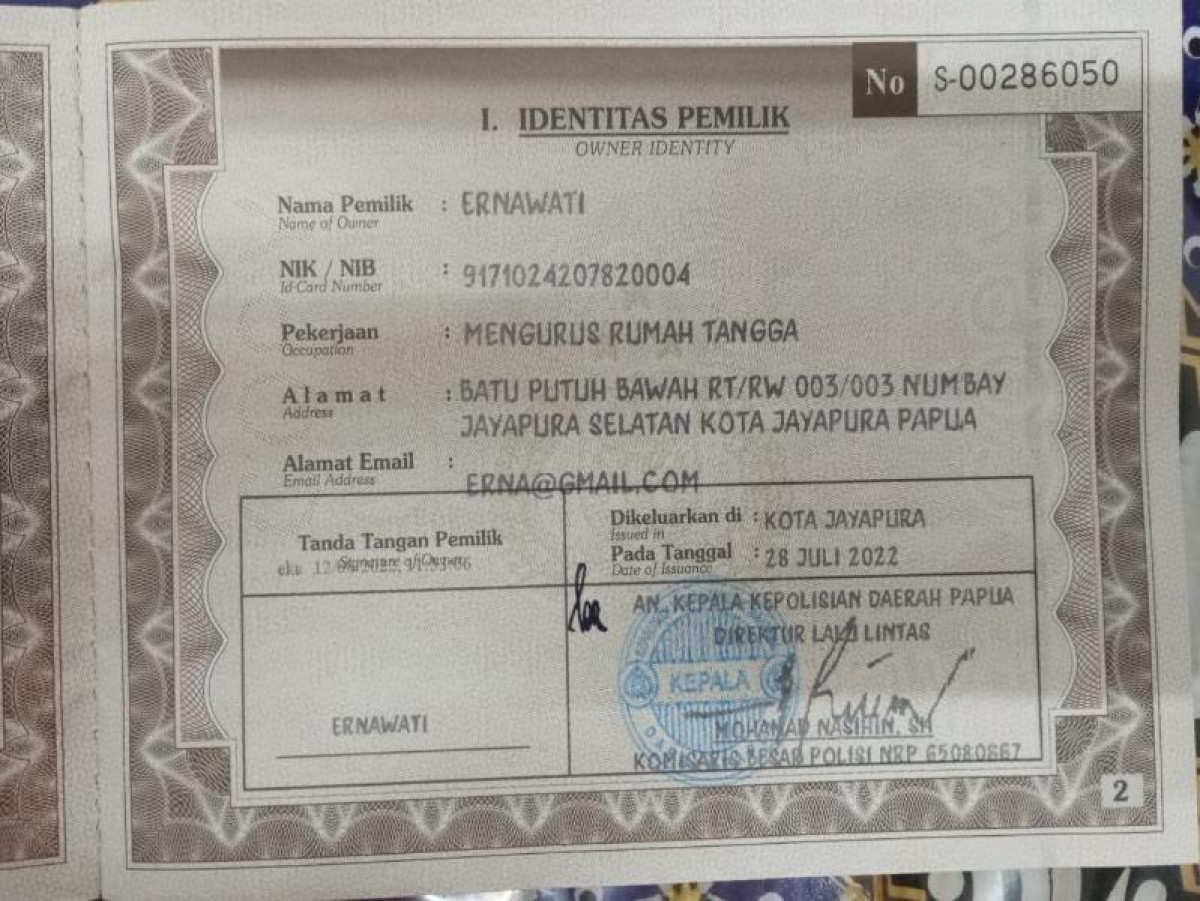 No S-00286050
I. IDENTITAS PEMILIK
OWNER IDENTITY
Nama Pemilik : ERNAWATI
Name of Owner
NIK / NIB : 9171024207820004
Id Card Number
Pekerjaan : MENGURUS RUMAH TANGGA
Occupation
Alamat : BATU PUTUH BAWAH RT/RW 003/003 NUMBAY
Address
JAYAPURA SELATAN KOTA JAYAPURA PAPUA
Alamat Email :
Email Address
ERNA@GMAIL.COM
Tanda Tangan Pemilik
Signature of Owner
ERNAWATI
Dikeluarkan di : KOTA JAYAPURA
Issued in
Pada Tanggal : 28 JULI 2022
Date of Issuance
AN. KEPALA KEPOLISIAN DAERAH PAPUA
DIREKTUR LALU LINTAS
KEPALA
MOHAMAD NASIHIN, SH
KOMISARIS BESAR POLISI NRP 65080867
2